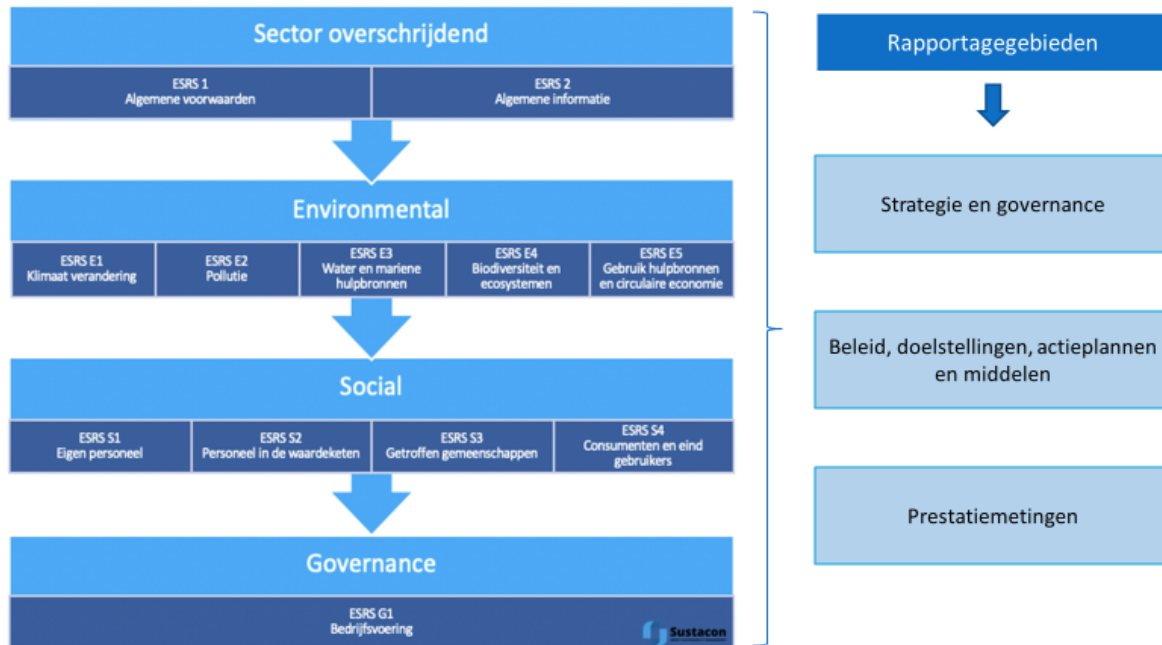 Sector overschrijdend
ESRS 1
Algemene voorwaarden
ESRS 2
Algemene informatie
Environmental
ESRS E1
Klimaat verandering
ESRS E2
Pollutie
ESRS E3
Water en mariene
hulpbronnen
ESRS E4
Biodiversiteit en
ecosystemen
ESRS E5
Gebruik hulpbronnen
en circulaire economie
Social
ESRS S1
Eigen personeel
ESRS S2
Personeel in de waardeketen
ESRS S3
Getroffen gemeenschappen
ESRS S4
Consumenten en eind
gebruikers
Governance
ESRS G1
Bedrijfsvoering
Sustacon
Rapportagegebieden
Strategie en governance
Beleid, doelstellingen, actieplannen
en middelen
Prestatiemetingen